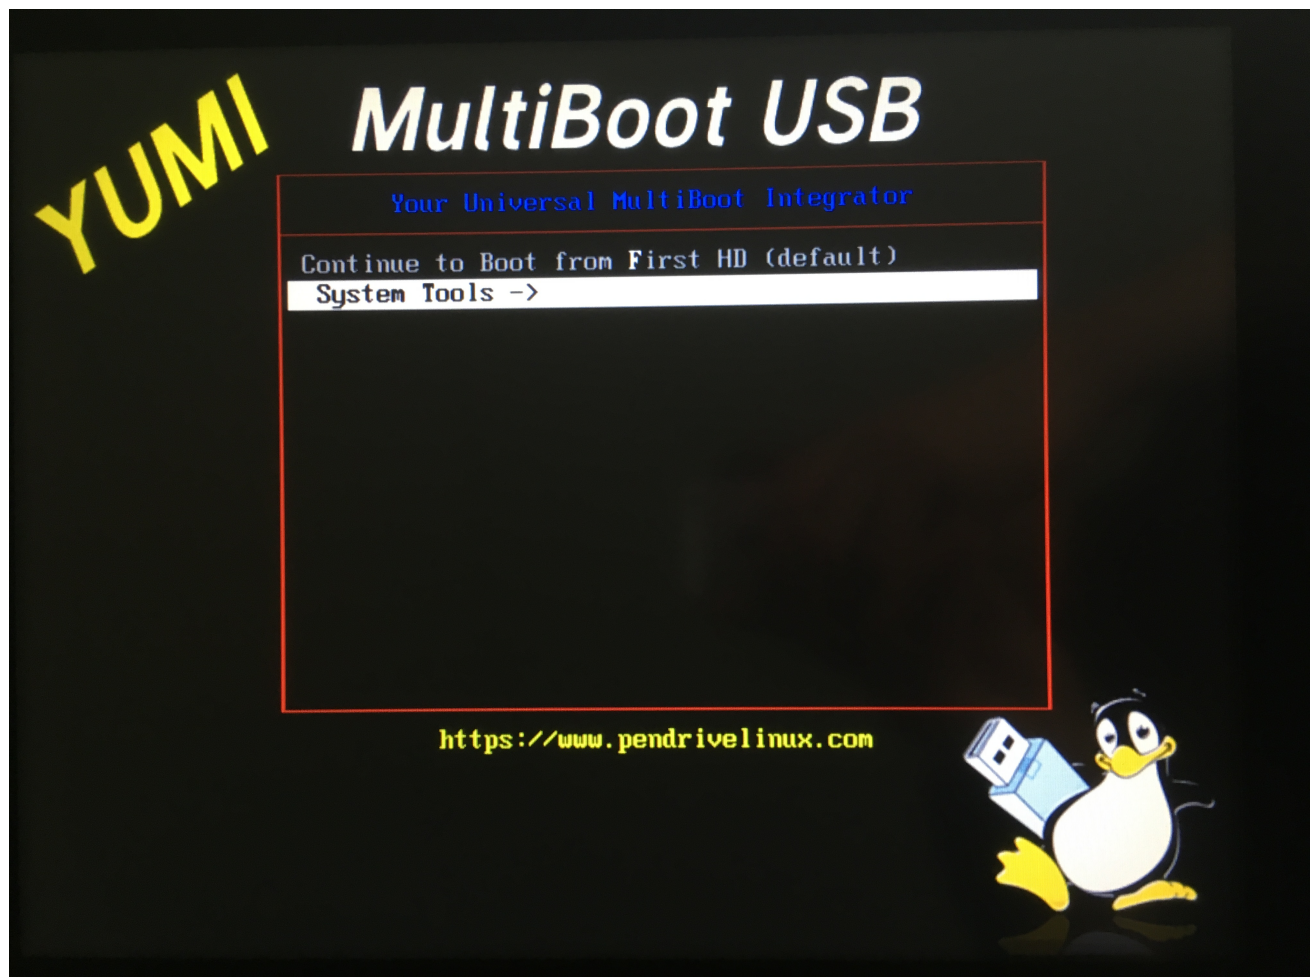 YUMI
MultiBoot USB
Your Universal MultiBoot Integrator
Continue to Boot from First HD (default)
System Tools ->
https://www.pendrivelinux.com